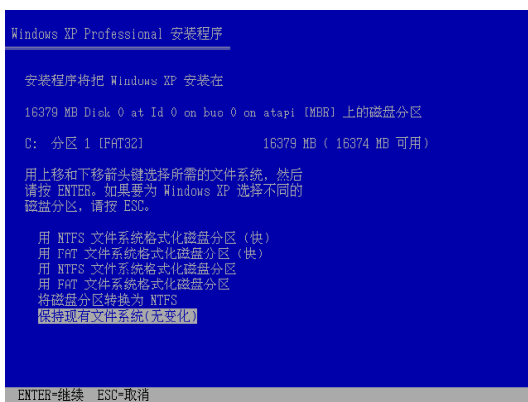 Windows XP Professional 安装程序
安装程序将把 Windows XP 安装在
16379 MB Disk 0 at Id 0 on bus 0 on atapi [MBR] 上的磁盘分区
C: 分区 1 [FAT32] 16379 MB ( 16374 MB 可用)
用上移和下移箭头键选择所需的文件系统，然后
请按 ENTER。如果要为 Windows XP 选择不同的
磁盘分区，请按 ESC。
用 NTFS 文件系统格式化磁盘分区 (快)
用 FAT 文件系统格式化磁盘分区 (快)
用 NTFS 文件系统格式化磁盘分区
用 FAT 文件系统格式化磁盘分区
将磁盘分区转换为 NTFS
保持现有文件系统(无变化)
ENTER=继续 ESC=取消